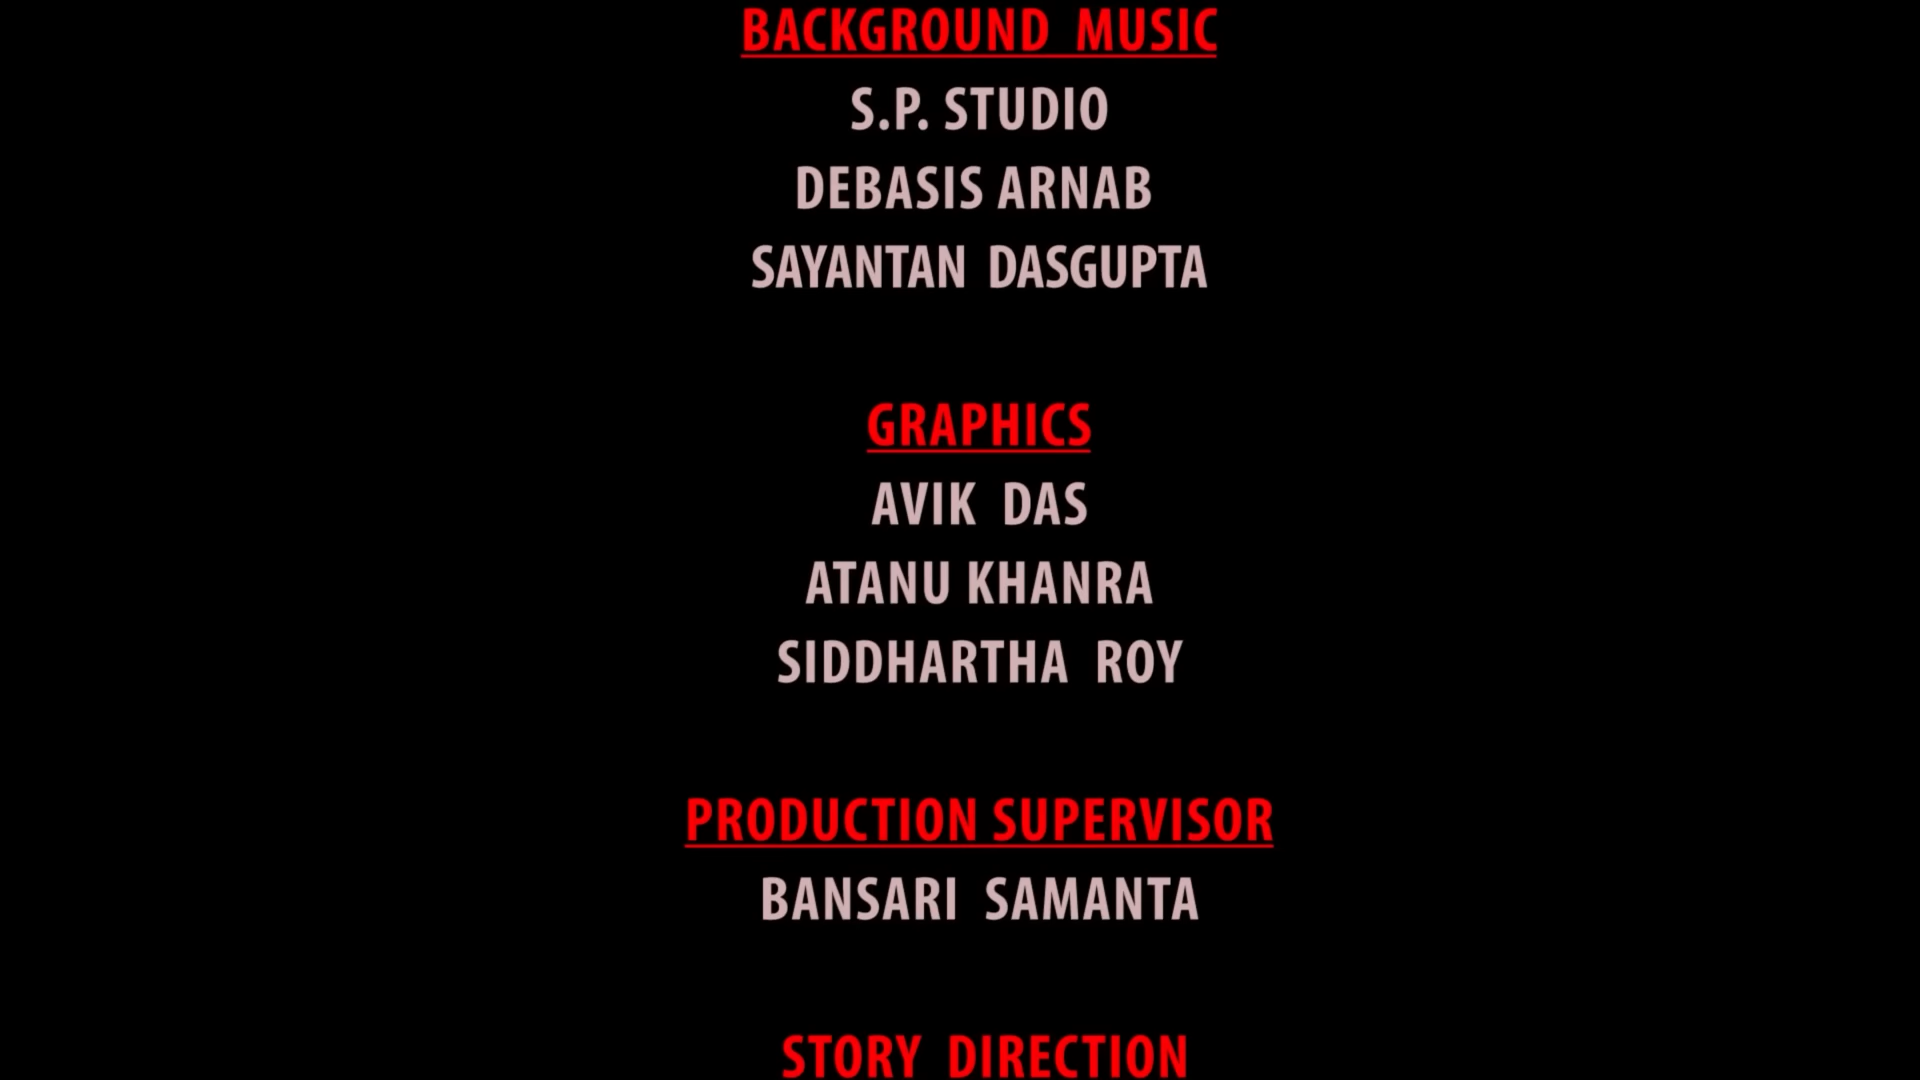 BACKGROUND MUSIC
S.P. STUDIO
DEBASIS ARNAB
SAYANTAN DASGUPTA
GRAPHICS
AVIK DAS
ATANU KHANRA
SIDDHARTHA ROY
PRODUCTION SUPERVISOR
BANSARI SAMANTA
STORY DIRECTION